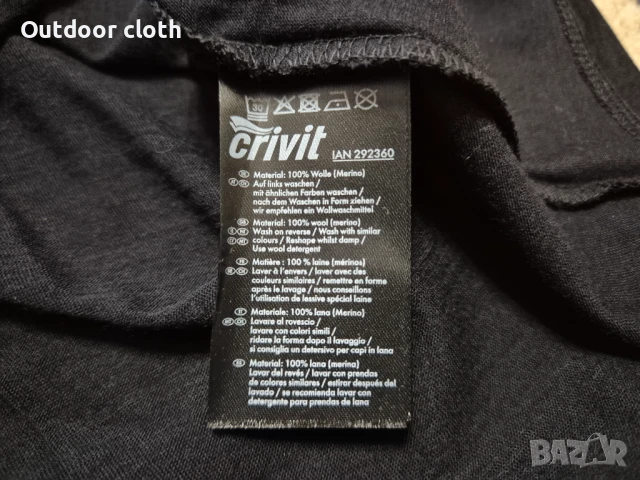 Outdoor cloth
30
crivit
IAN 292360
Material: 100% Wolle (Merino)
Auf links waschen /
mit ähnlichen Farben waschen /
nach dem Waschen in Form ziehen /
wir empfehlen ein Wollwaschmittel
Material: 100% wool (Merino)
Wash on reverse / Wash with similar
colours / Reshape whilst damp /
Use wool detergent
Matière : 100 % laine (mérinos)
Laver à l'envers / laver avec des
couleurs similaires / remettre en forme
après le lavage / nous conseillons
l'utilisation de lessive spécial laine
Materiale: 100% lana (Merino)
Lavare al rovescio /
lavare con colori simili /
ridare la forma dopo il lavaggio /
si consiglia un detersivo per capi in lana
Material: 100% lana (merina)
Lavar del revés / lavar con prendas
de colores similares / estirar después del
lavado / se recomienda lavar con
detergente para prendas de lana
BAZAR